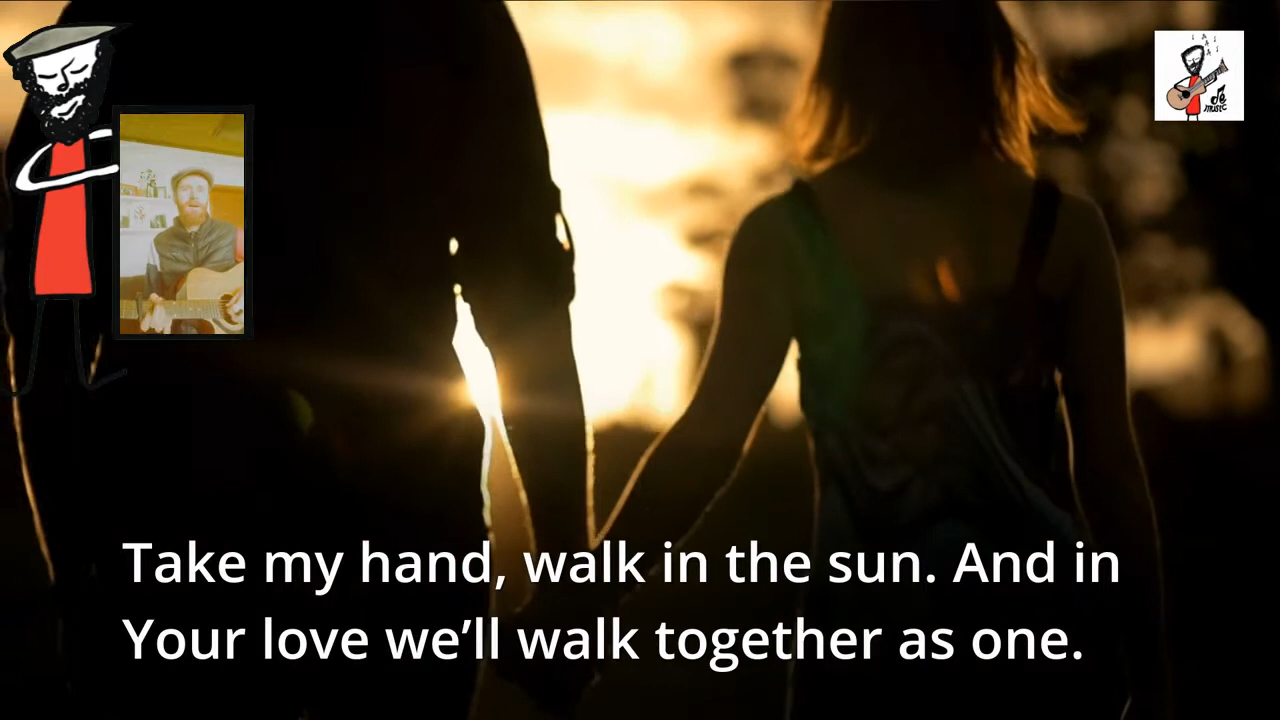 Take my hand, walk in the sun. And in
Your love we’ll walk together as one.